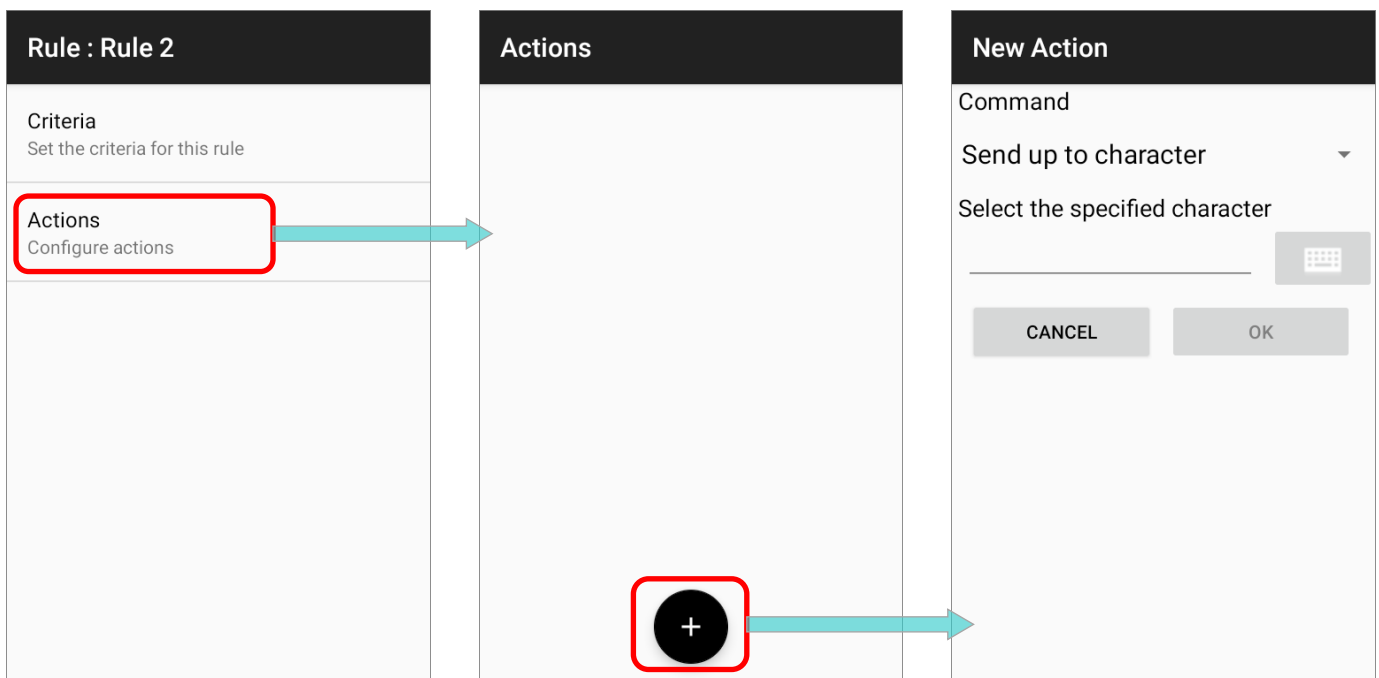 Rule : Rule 2
Criteria
Set the criteria for this rule
Actions
Configure actions
Actions
+
New Action
Command
Send up to character
Select the specified character
CANCEL
OK